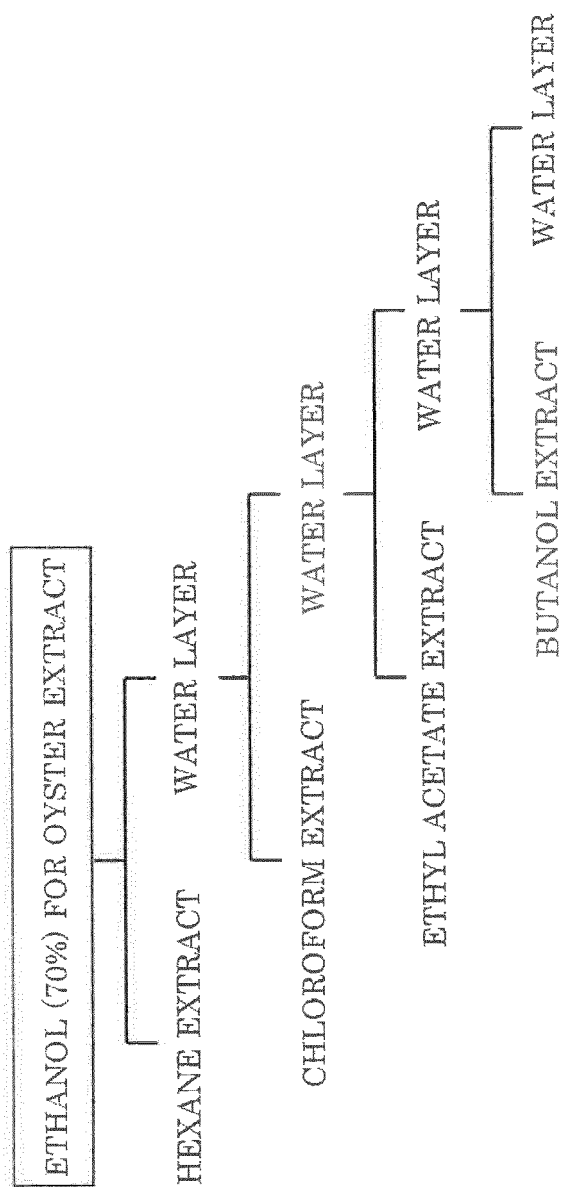 ETHANOL (70%) FOR OYSTER EXTRACT
HEXANE EXTRACT
WATER LAYER
CHLOROFORM EXTRACT
WATER LAYER
ETHYL ACETATE EXTRACT
WATER LAYER
BUTANOL EXTRACT
WATER LAYER